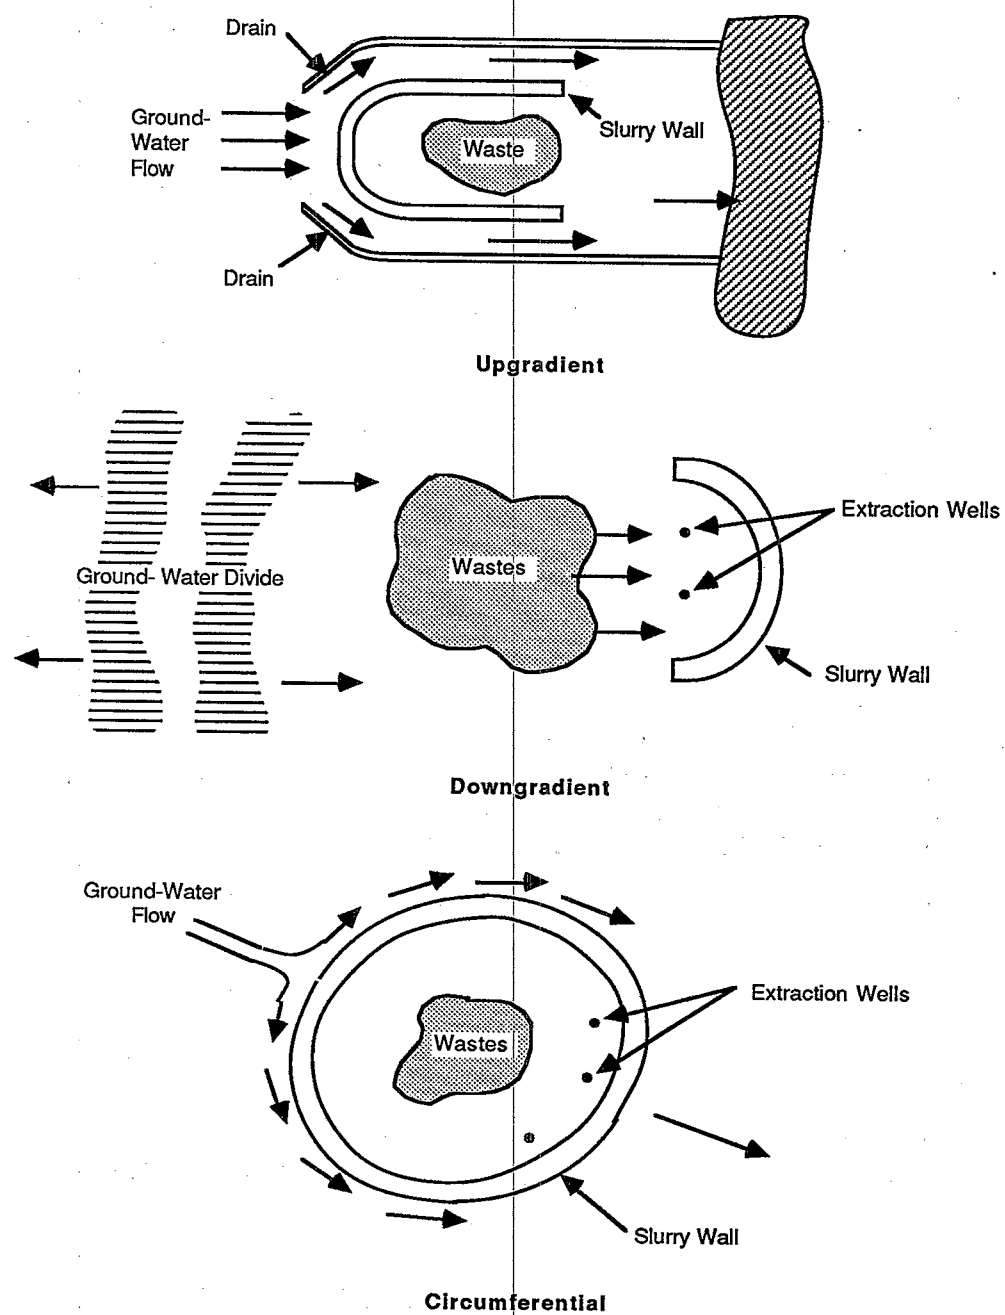 Drain
Ground-
Water
Flow
Slurry Wall
Waste
Drain
Upgradient
Extraction Wells
Wastes
Ground- Water Divide
Slurry Wall
Downgradient
Ground-Water
Flow
Extraction Wells
Wastes
Slurry Wall
Circumferential